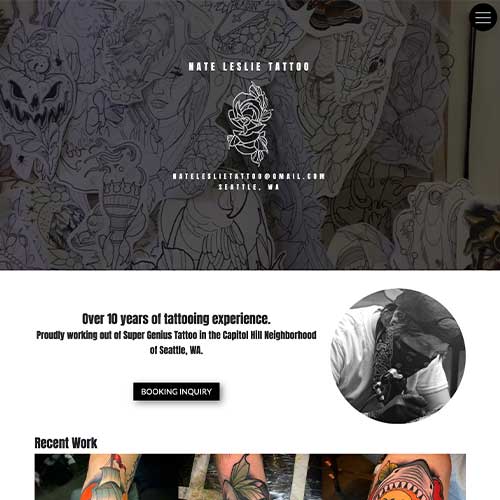 NATE LESLIE TATTOO
NATELESLIETATTOO@GMAIL.COM
SEATTLE, WA
Over 10 years of tattooing experience.
Proudly working out of Super Genius Tattoo in the Capitol Hill Neighborhood
of Seattle, WA.
BOOKING INQUIRY
Recent Work